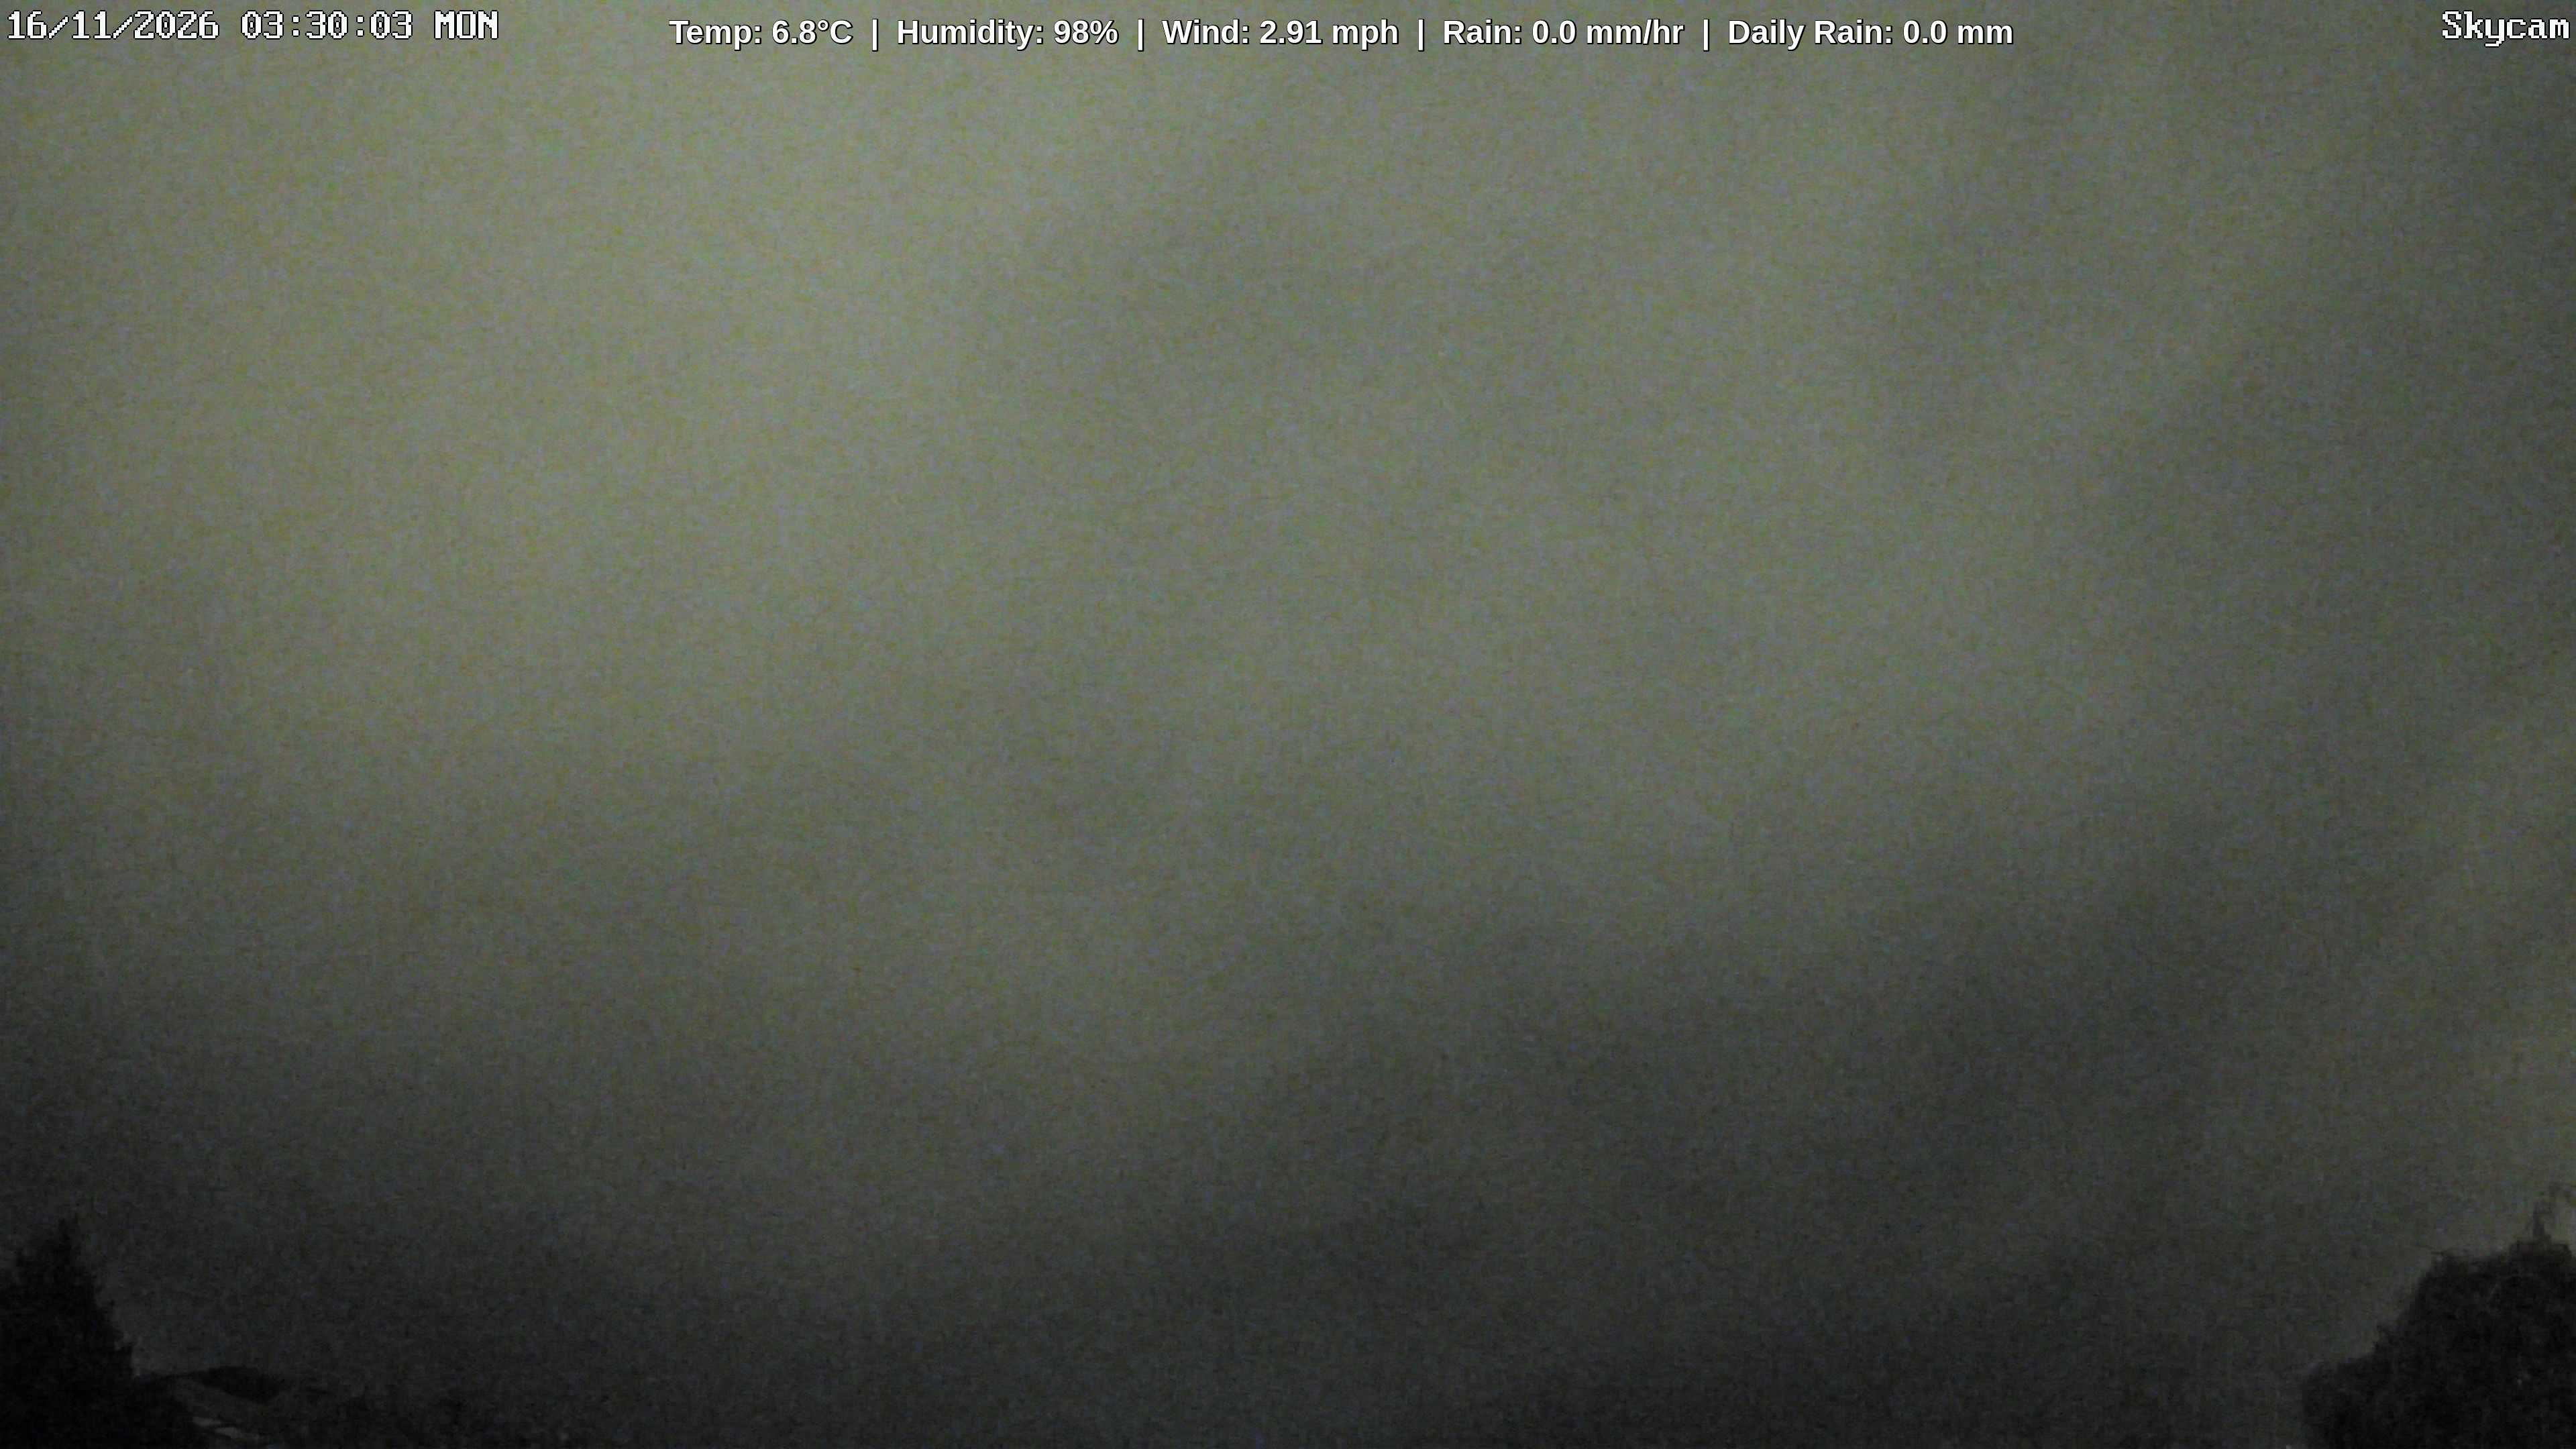 16/11/2026 03:30:03 MON
Temp: 6.8°C | Humidity: 98% | Wind: 2.91 mph | Rain: 0.0 mm/hr | Daily Rain: 0.0 mm
Skycam